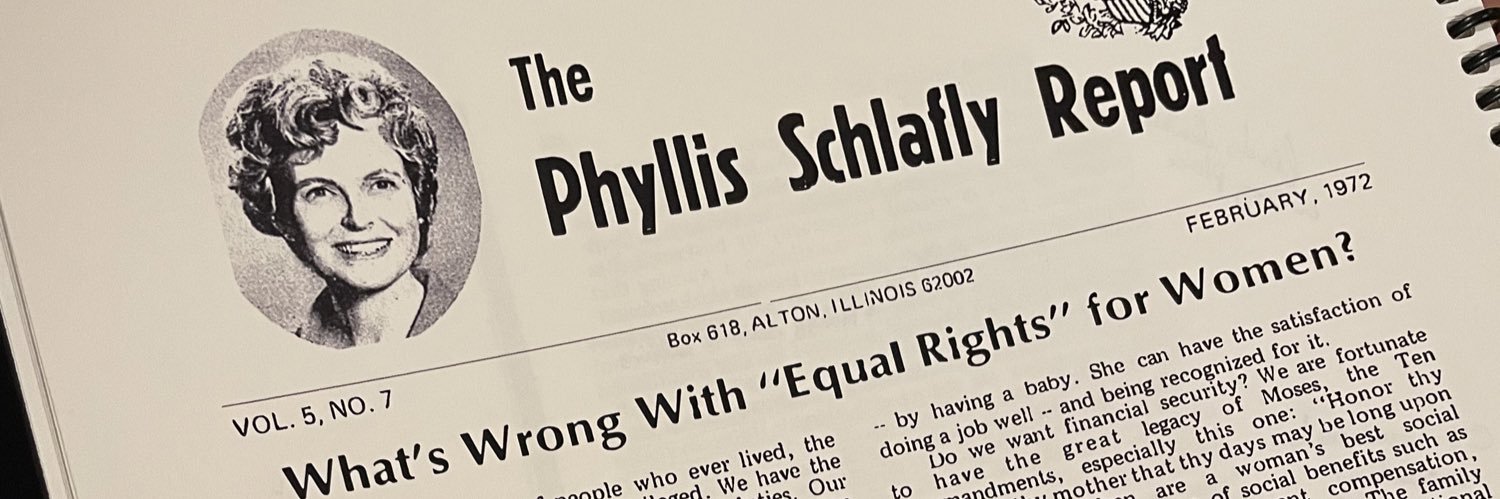 The
Phyllis Schlafly Report
VOL. 5, NO. 7
Box 618, ALTON, ILLINOIS 62002
FEBRUARY, 1972
What's Wrong With "Equal Rights" for Women?
people who ever lived, the
We have the
Our
-- by having a baby. She can have the satisfaction of
doing a job well -- and being recognized for it.
Do we want financial security? We are fortunate
to have the great legacy of Moses, the Ten
especially this one: "Honor thy
mother that thy days may be long upon
are a woman's best social
of social benefits such as
compensation,
The family